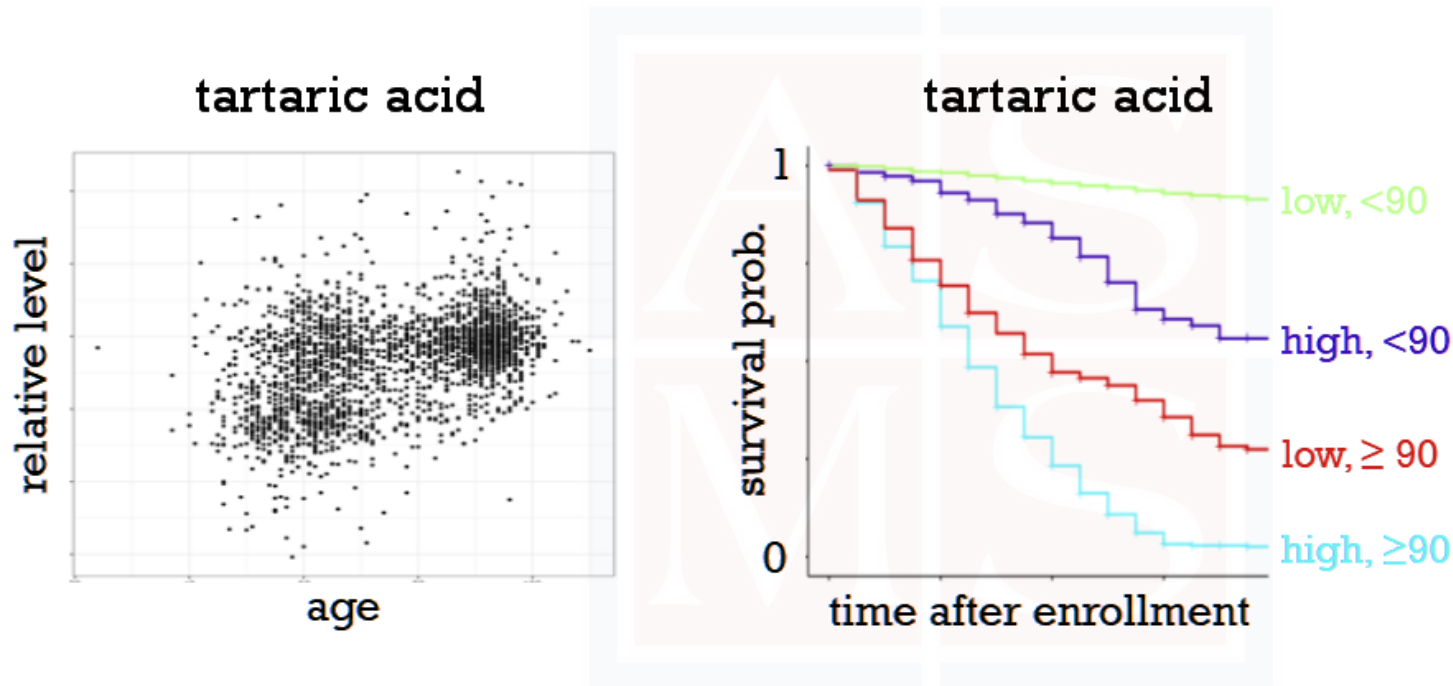 tartaric acid
relative level
age
tartaric acid
survival prob.
1
0
time after enrollment
low, <90
high, <90
low, ≥ 90
high, ≥90
A S
M S